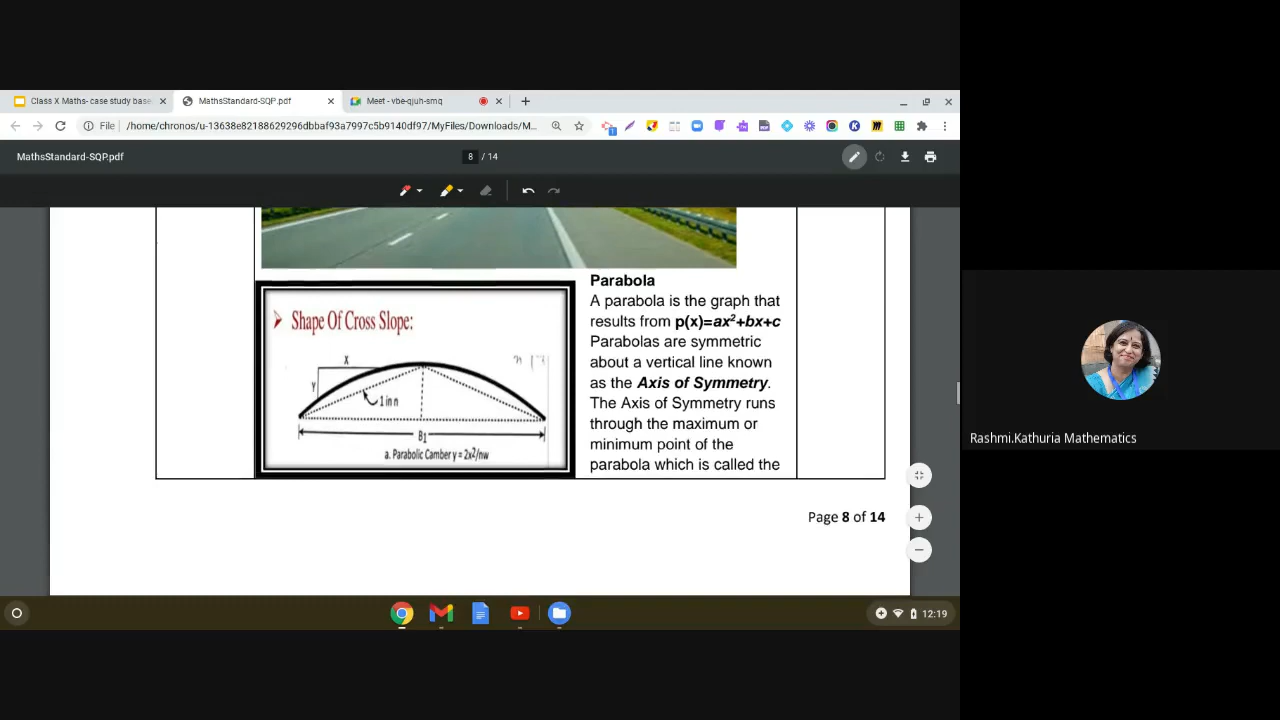 Class X Maths- case study base
MathsStandard-SQP.pdf
Meet - vbe-qjuh-smq
File
/home/chronos/u-13638e82188629296dbbaf93a7997c5b9140df97/MyFiles/Downloads/M...
MathsStandard-SQP.pdf
8 / 14
Parabola
A parabola is the graph that
results from p(x)=ax²+bx+c
Parabolas are symmetric
about a vertical line known
as the Axis of Symmetry.
The Axis of Symmetry runs
through the maximum or
minimum point of the
parabola which is called the
Shape Of Cross Slope:
X
Y
1 in n
B1
a. Parabolic Camber y = 2x²/nw
Page 8 of 14
12:19
Rashmi.Kathuria Mathematics